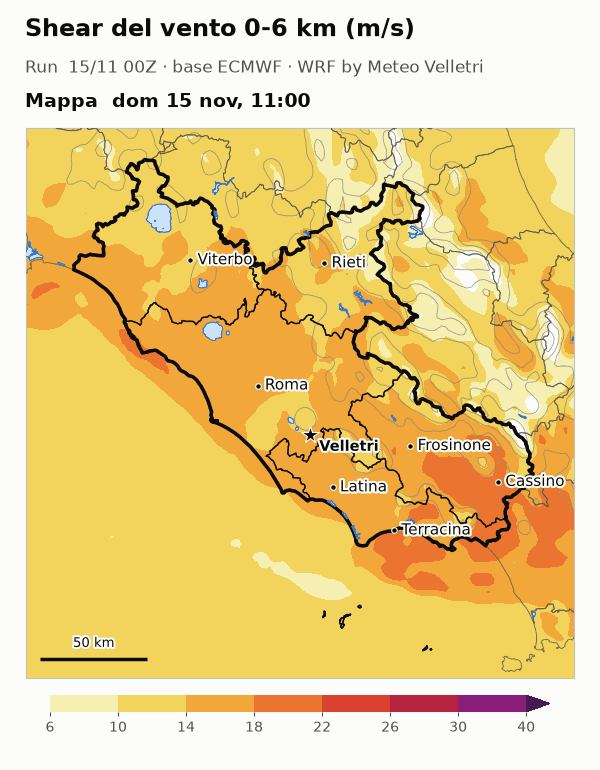 Shear del vento 0-6 km (m/s)
Run  15/11 00Z · base ECMWF · WRF by Meteo Velletri
Mappa  dom 15 nov, 11:00
Viterbo
Rieti
Roma
Velletri
Frosinone
Cassino
Latina
Terracina
50 km
6 10 14 18 22 26 30 40